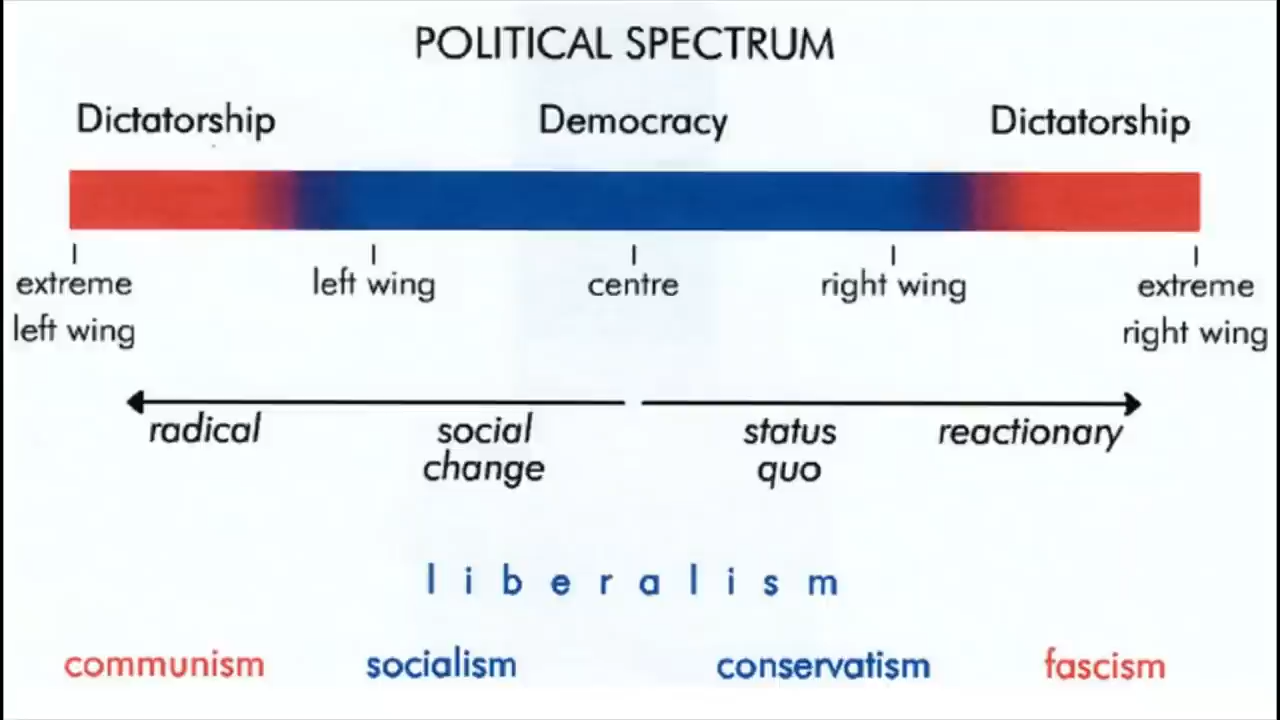 POLITICAL SPECTRUM
Dictatorship Democracy Dictatorship
extreme left wing centre right wing extreme
left wing right wing
radical social status reactionary
change quo
liberalism
communism socialism conservatism fascism